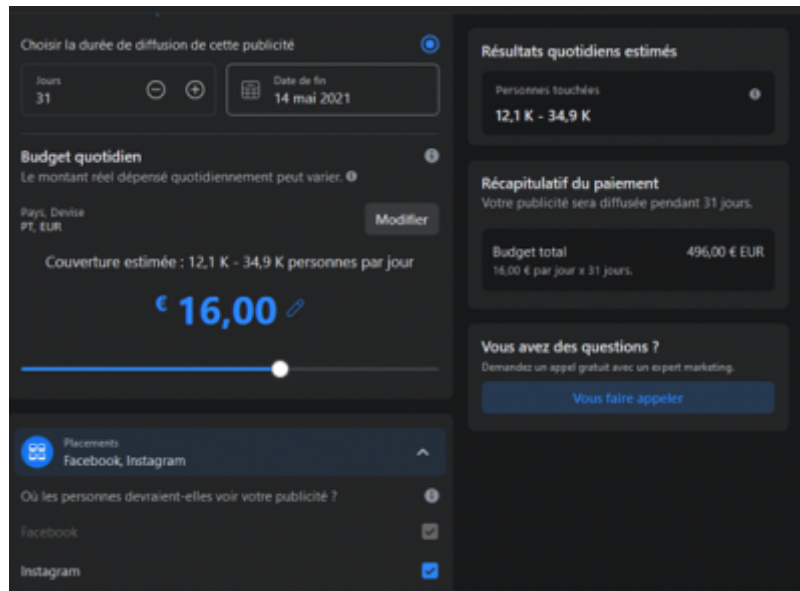 Choisir la durée de diffusion de cette publicité
Jours
31
Date de fin
14 mai 2021
Budget quotidien
Le montant réel dépensé quotidiennement peut varier.
Pays, Devise
PT, EUR
Modifier
Couverture estimée : 12,1 K - 34,9 K personnes par jour
€ 16,00
Placements
Facebook, Instagram
Où les personnes devraient-elles voir votre publicité ?
Facebook
Instagram
Résultats quotidiens estimés
Personnes touchées
12,1 K - 34,9 K
Récapitulatif du paiement
Votre publicité sera diffusée pendant 31 jours.
Budget total 496,00 € EUR
16,00 € par jour x 31 jours.
Vous avez des questions ?
Demandez un appel gratuit avec un expert marketing.
Vous faire appeler